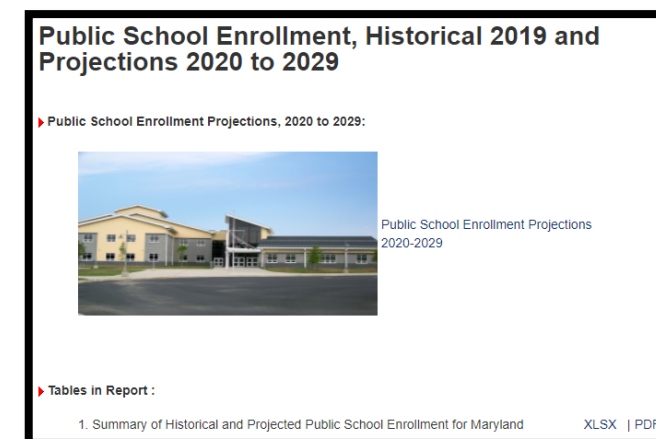 Public School Enrollment, Historical 2019 and
Projections 2020 to 2029
Public School Enrollment Projections, 2020 to 2029:
Public School Enrollment Projections
2020-2029
Tables in Report :
1. Summary of Historical and Projected Public School Enrollment for Maryland XLSX | PDF